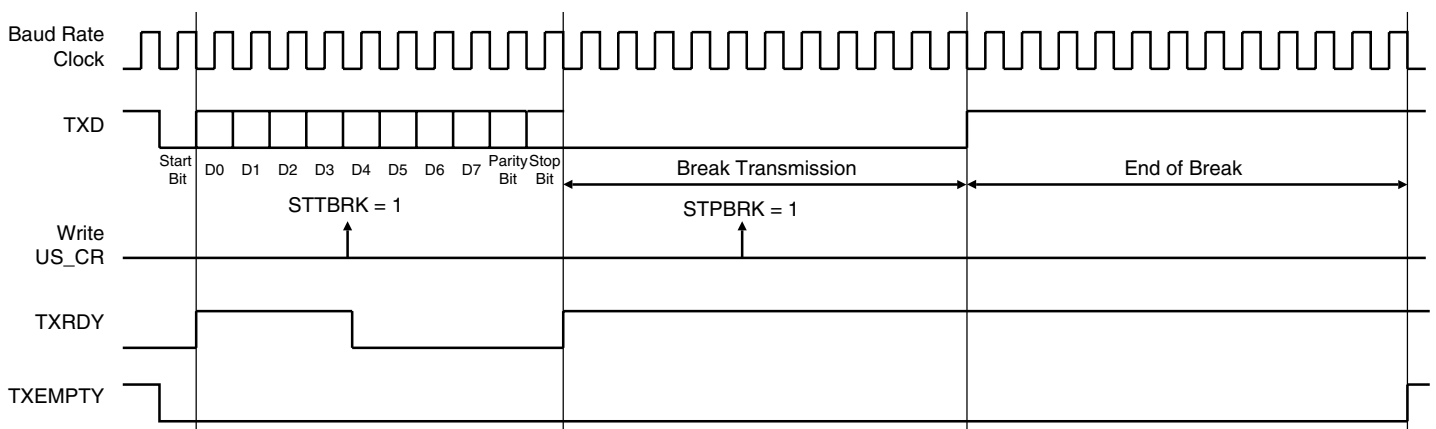 Baud Rate
Clock
TXD
Start
Bit
D0 D1 D2 D3 D4 D5 D6 D7
Parity
Bit
Stop
Bit
Break Transmission
End of Break
STTBRK = 1
STPBRK = 1
Write
US_CR
TXRDY
TXEMPTY